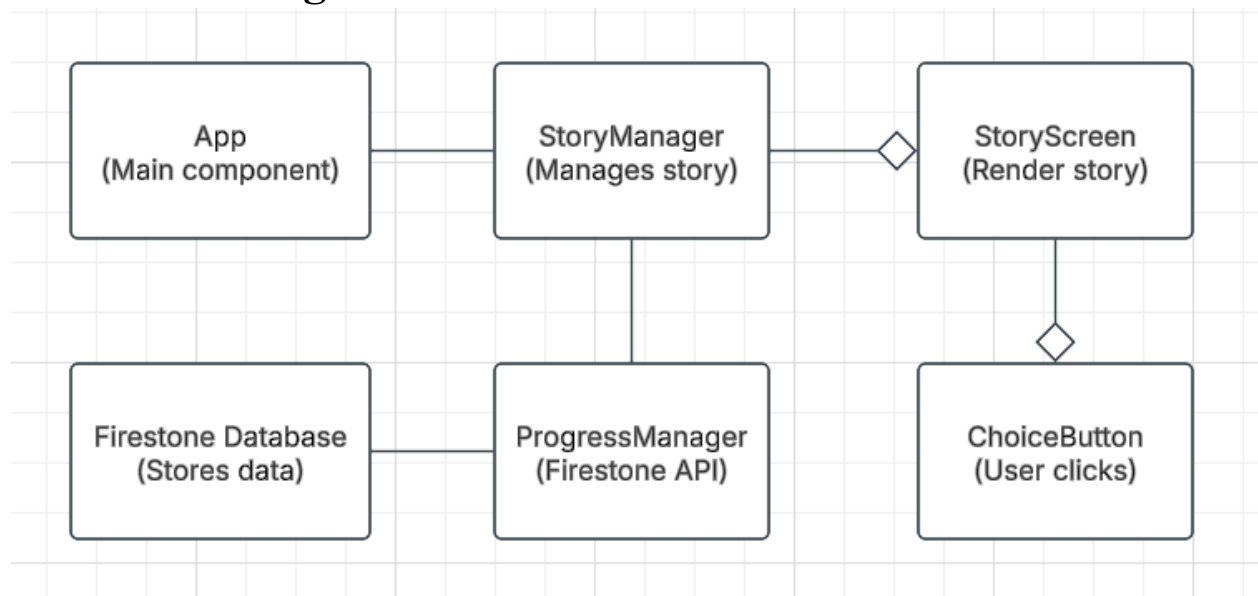 App
(Main component)
StoryManager
(Manages story)
StoryScreen
(Render story)
Firestone Database
(Stores data)
ProgressManager
(Firestone API)
ChoiceButton
(User clicks)